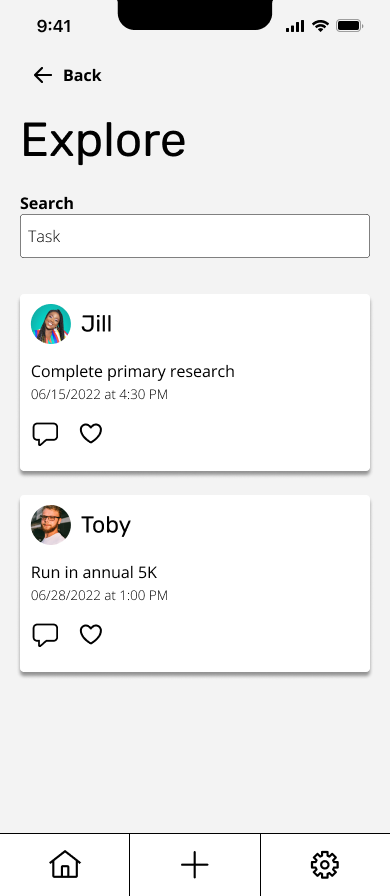 9:41
Back
Explore
Search
Task
Jill
Complete primary research
06/15/2022 at 4:30 PM
Toby
Run in annual 5K
06/28/2022 at 1:00 PM